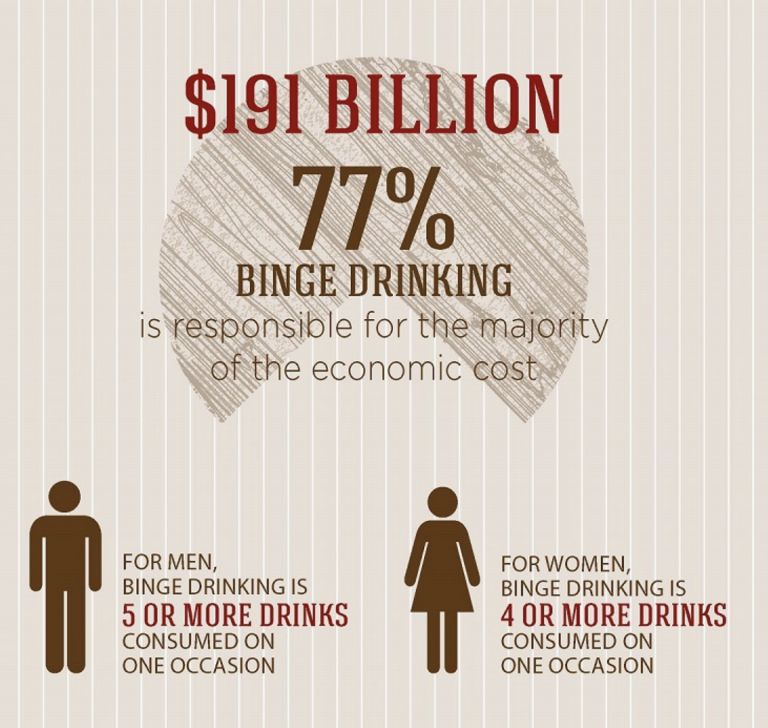 $191 BILLION
77%
BINGE DRINKING
is responsible for the majority
of the economic cost
FOR MEN,
BINGE DRINKING IS
5 OR MORE DRINKS
CONSUMED ON
ONE OCCASION
FOR WOMEN,
BINGE DRINKING IS
4 OR MORE DRINKS
CONSUMED ON
ONE OCCASION